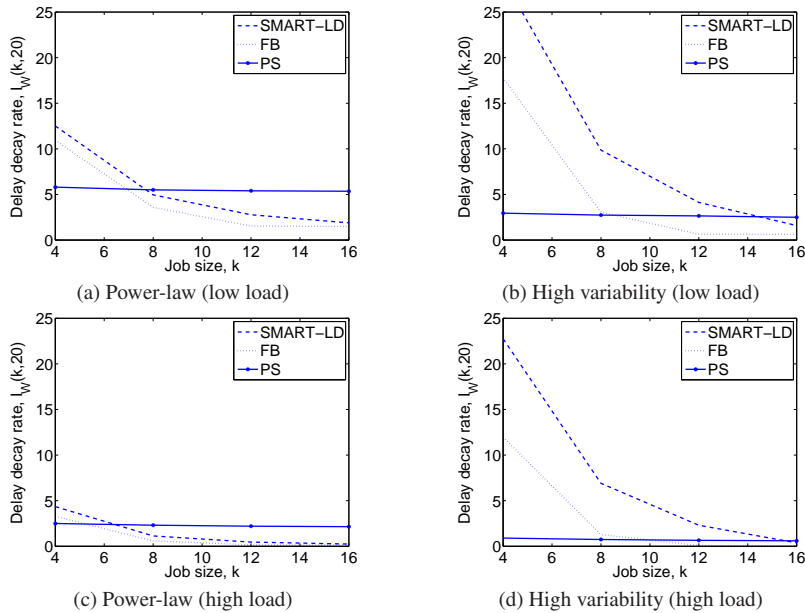 25
20
15
10
5
0
Delay decay rate, I_W(k,20)
SMART−LD
FB
PS
4 6 8 10 12 14 16
Job size, k
(a) Power-law (low load)
25
20
15
10
5
0
Delay decay rate, I_W(k,20)
SMART−LD
FB
PS
4 6 8 10 12 14 16
Job size, k
(b) High variability (low load)
25
20
15
10
5
0
Delay decay rate, I_W(k,20)
SMART−LD
FB
PS
4 6 8 10 12 14 16
Job size, k
(c) Power-law (high load)
25
20
15
10
5
0
Delay decay rate, I_W(k,20)
SMART−LD
FB
PS
4 6 8 10 12 14 16
Job size, k
(d) High variability (high load)